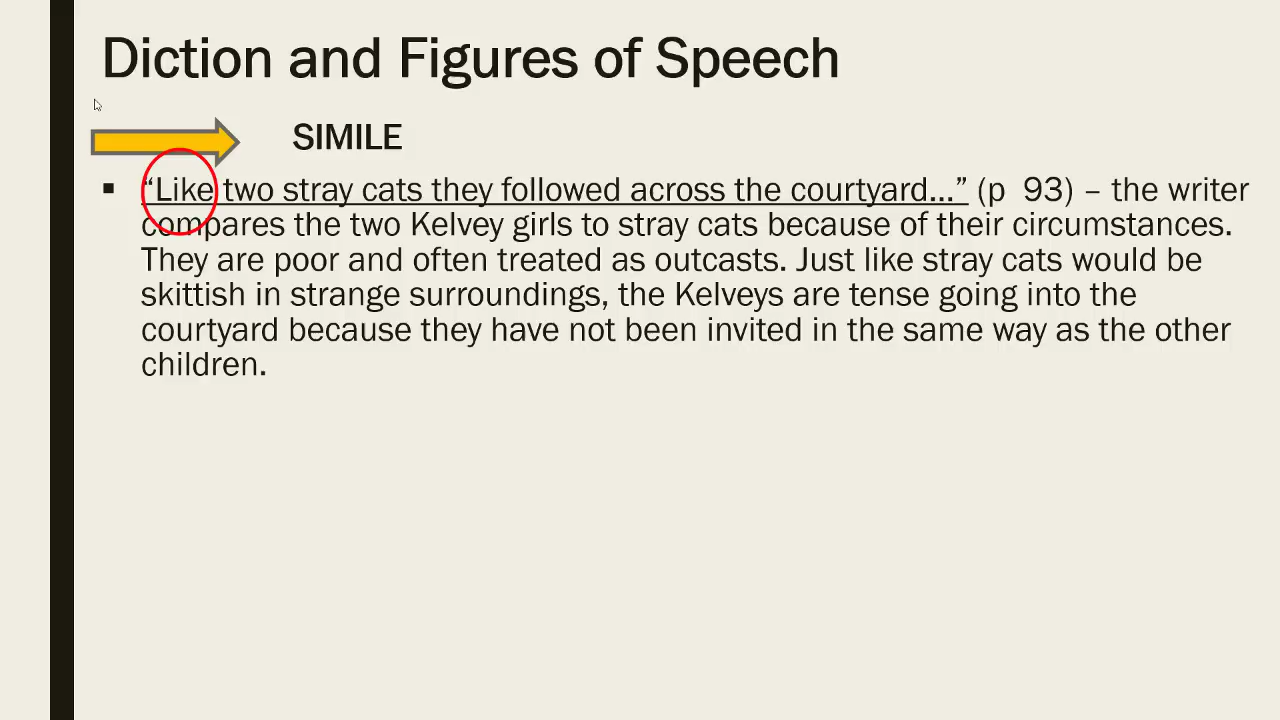 Diction and Figures of Speech
SIMILE
▪ “Like two stray cats they followed across the courtyard…” (p 93) – the writer
compares the two Kelvey girls to stray cats because of their circumstances.
They are poor and often treated as outcasts. Just like stray cats would be
skittish in strange surroundings, the Kelveys are tense going into the
courtyard because they have not been invited in the same way as the other
children.